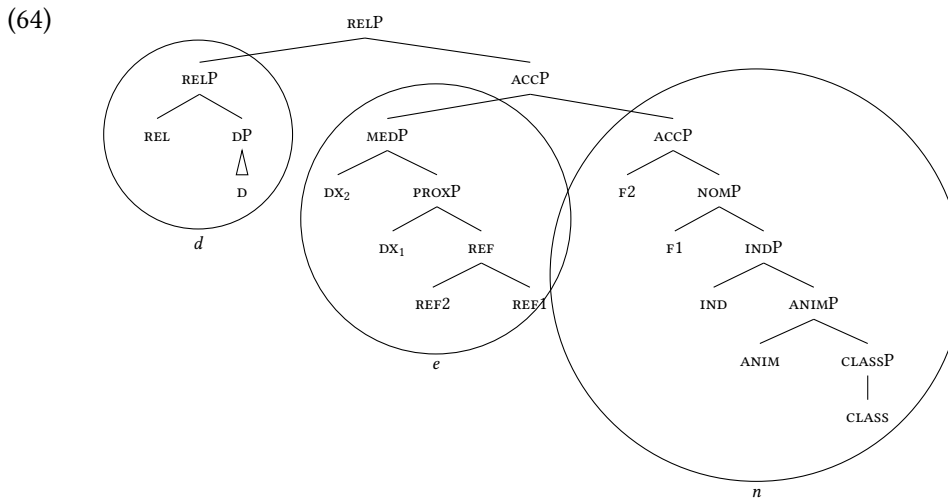 (64)
RELP
RELP ACCP
REL DP MEDP ACCP
D DX₂ PROXP F2 NOMP
d DX₁ REF F1 INDP
REF2 REF1 IND ANIMP
e ANIM CLASSP
CLASS
n